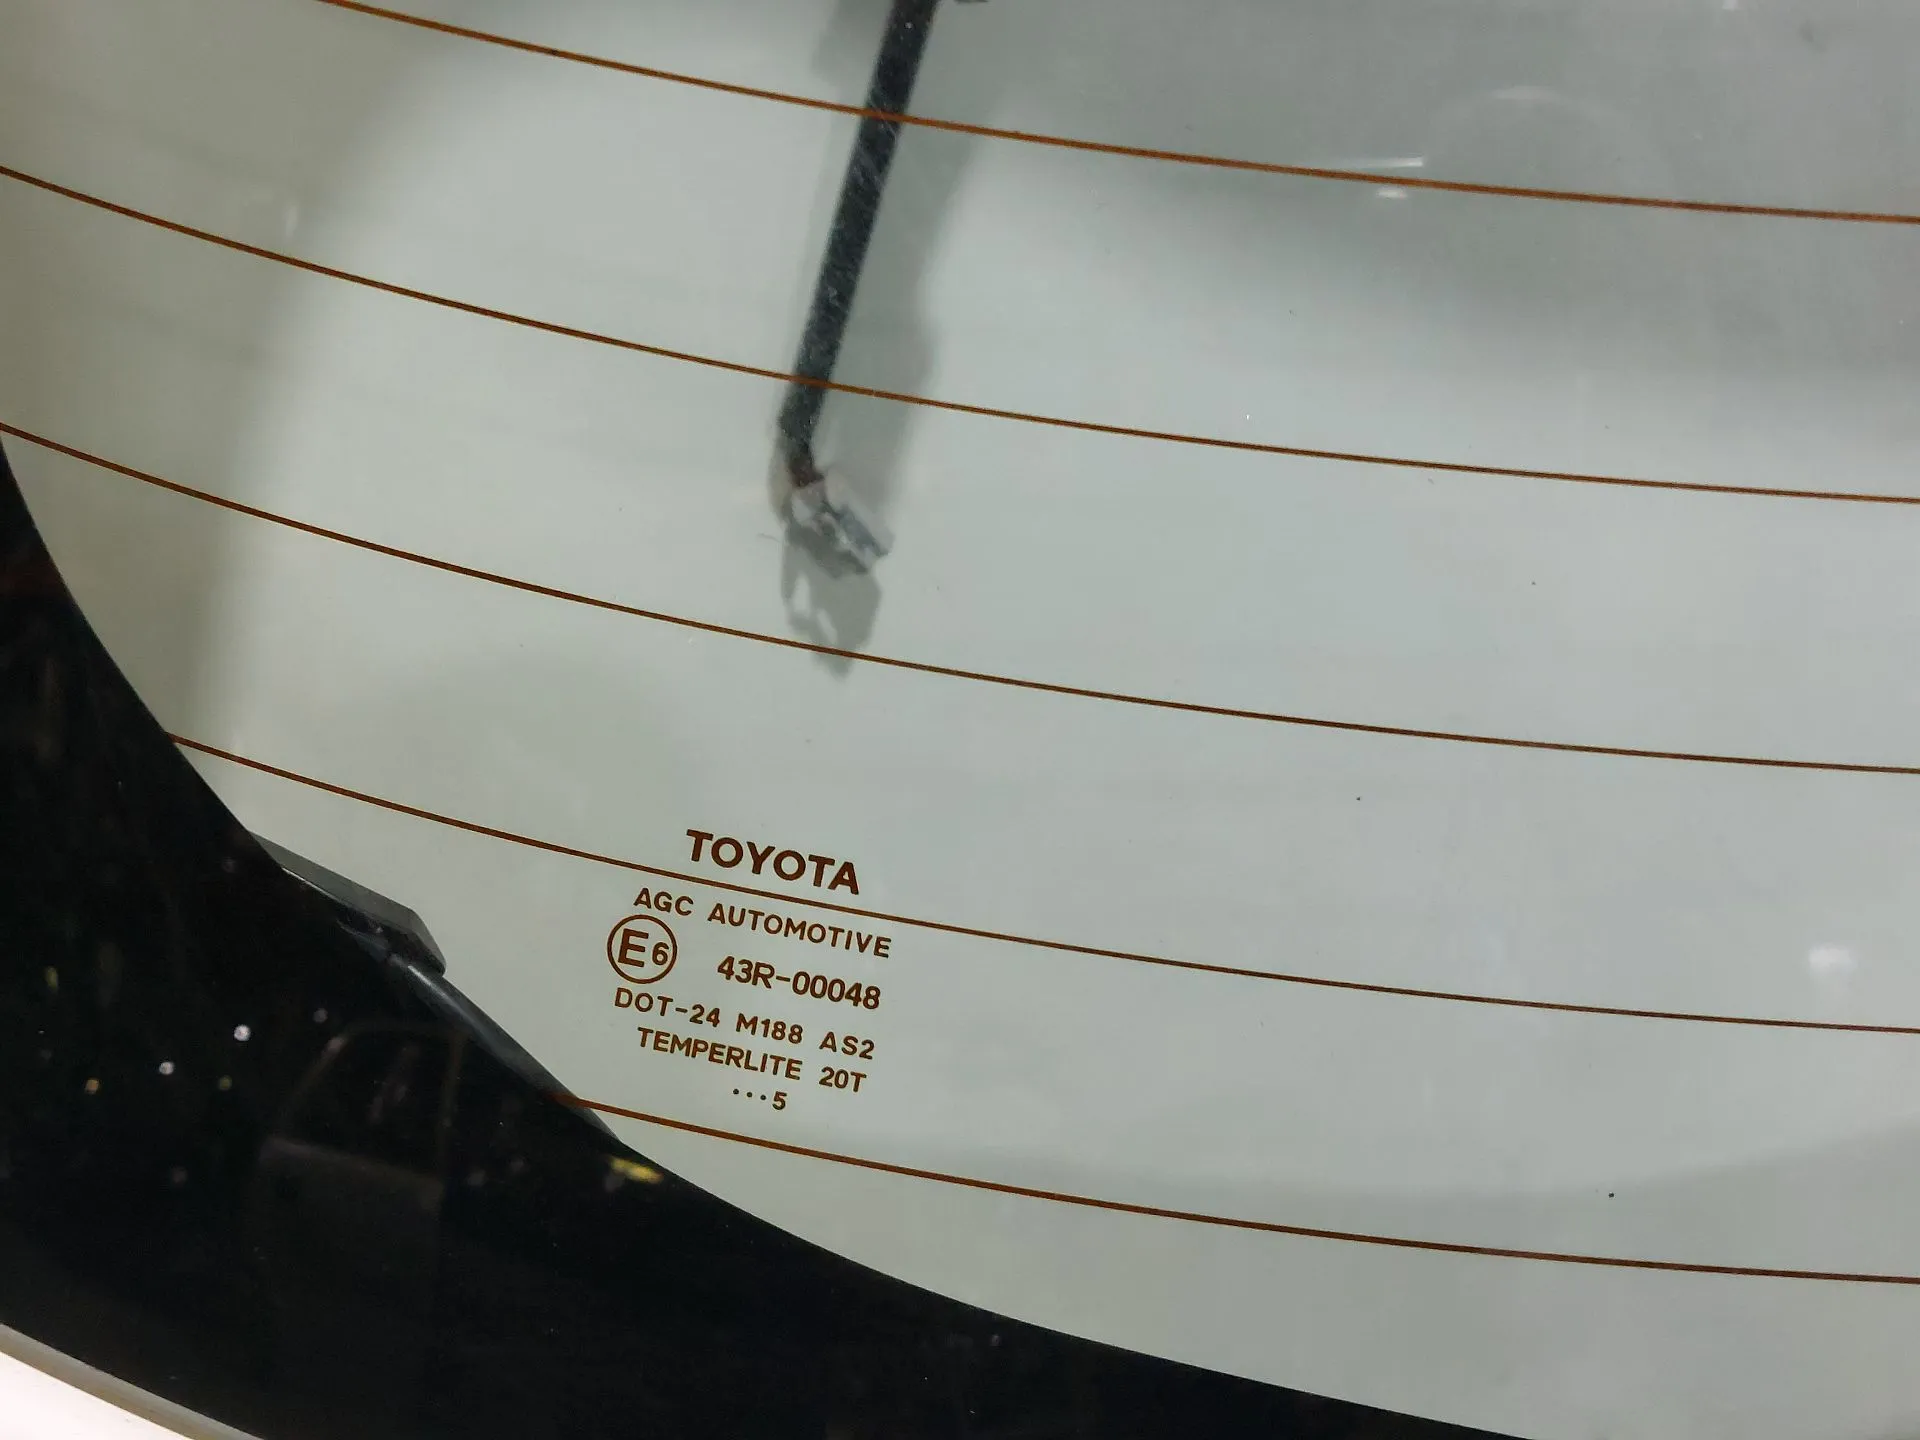 TOYOTA
AGC AUTOMOTIVE
E6 43R-00048
DOT-24 M188 AS2
TEMPERLITE 20T
...5